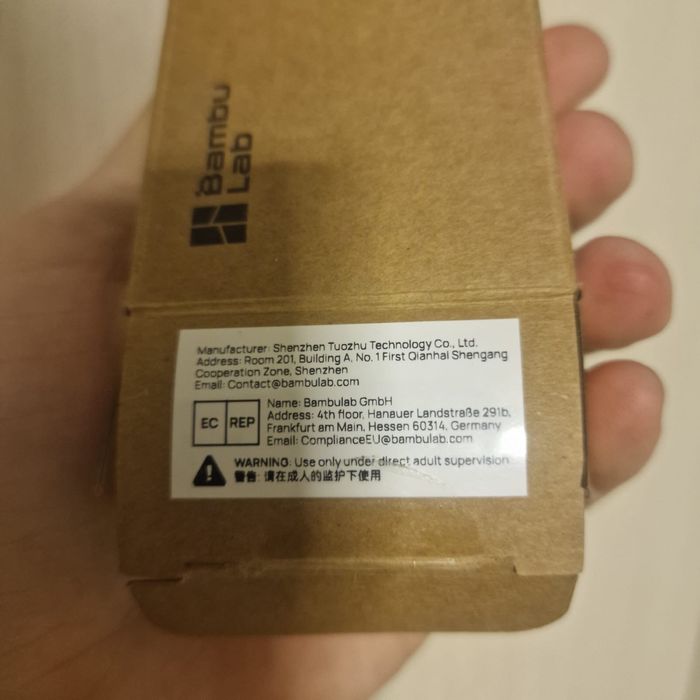 Bambu
Lab
Manufacturer: Shenzhen Tuozhu Technology Co., Ltd.
Address: Room 201, Building A, No. 1 First Qianhai Shengang
Cooperation Zone, Shenzhen
Email: Contact@bambulab.com
EC REP
Name: Bambulab GmbH
Address: 4th floor, Hanauer Landstraße 291b,
Frankfurt am Main, Hessen 60314, Germany
Email: ComplianceEU@bambulab.com
WARNING: Use only under direct adult supervision
警告: 请在成人的监护下使用